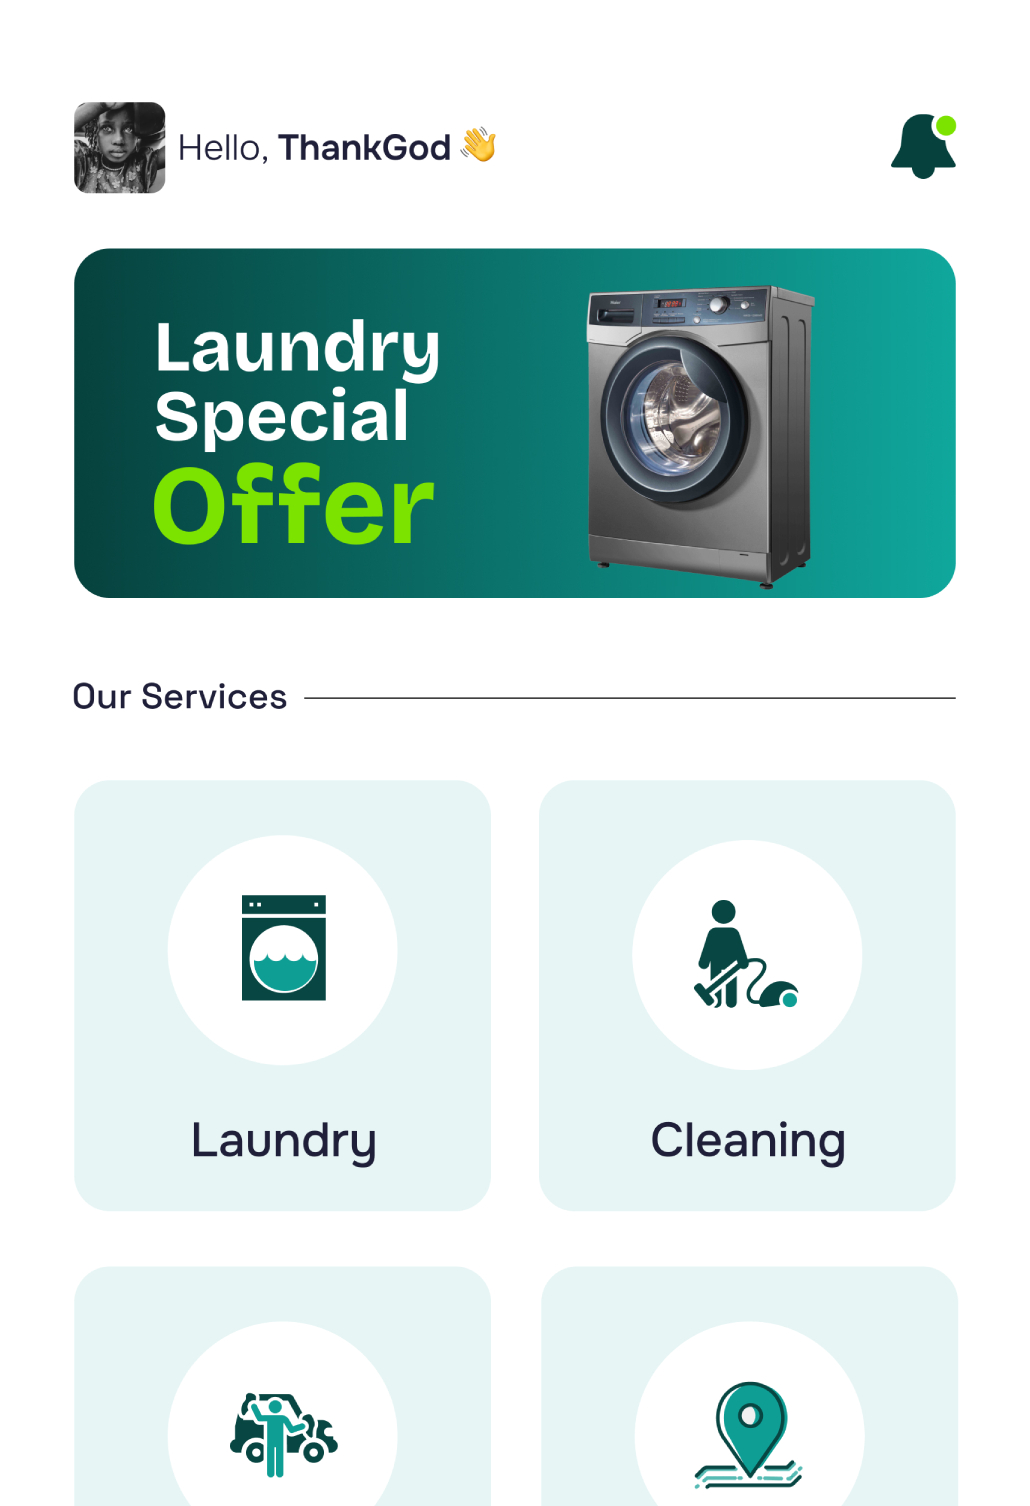 Hello, ThankGod 👋
Laundry
Special
Offer
Our Services
Laundry
Cleaning